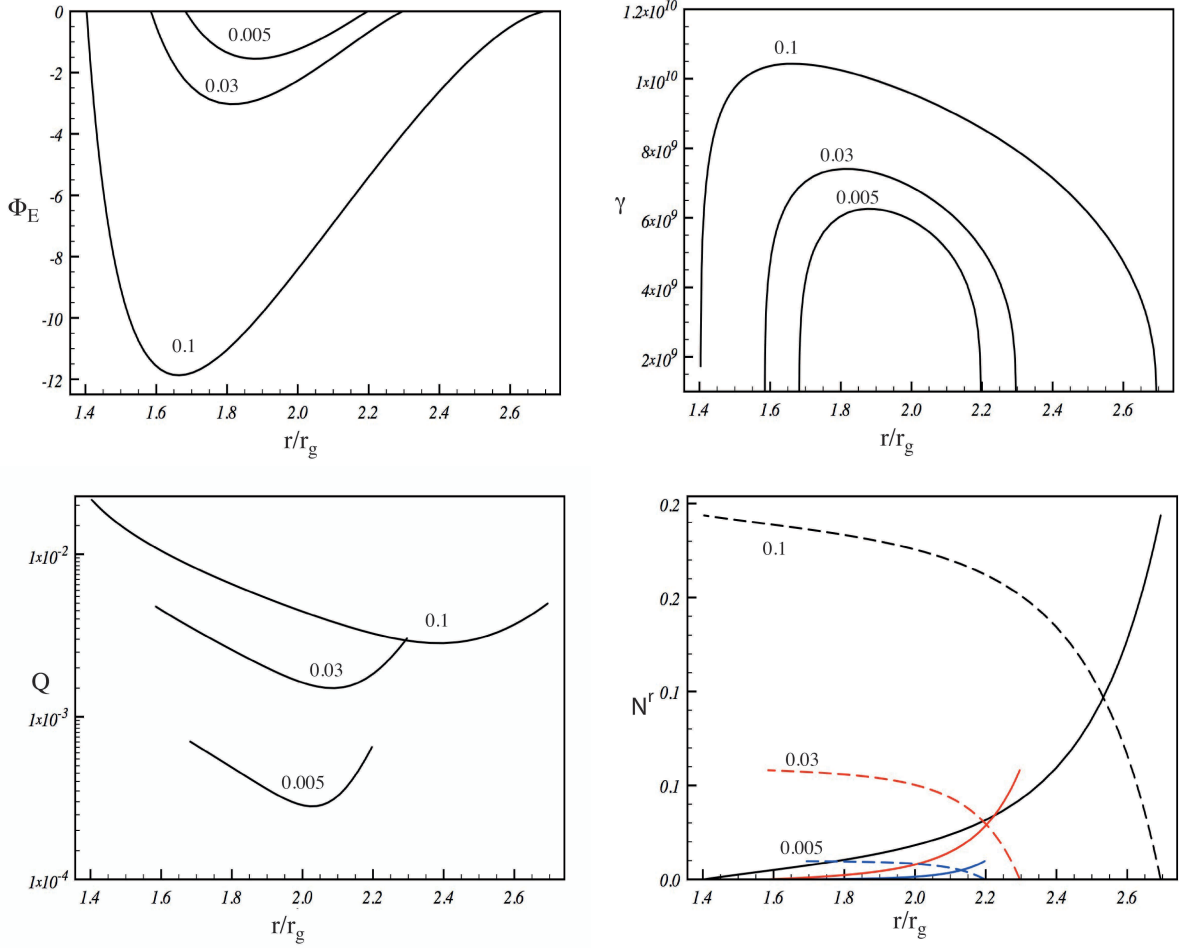 0
-2
-4
-6
-8
-10
-12
Φ_E
0.005
0.03
0.1
1.4 1.6 1.8 2.0 2.2 2.4 2.6
r/r_g
1.2x10^10
1x10^10
8x10^9
6x10^9
4x10^9
2x10^9
γ
0.1
0.03
0.005
1.4 1.6 1.8 2.0 2.2 2.4 2.6
r/r_g
1x10^-2
1x10^-3
1x10^-4
Q
0.1
0.03
0.005
1.4 1.6 1.8 2.0 2.2 2.4 2.6
r/r_g
0.2
0.2
0.1
0.1
0.0
N^r
0.1
0.03
0.005
1.4 1.6 1.8 2.0 2.2 2.4 2.6
r/r_g